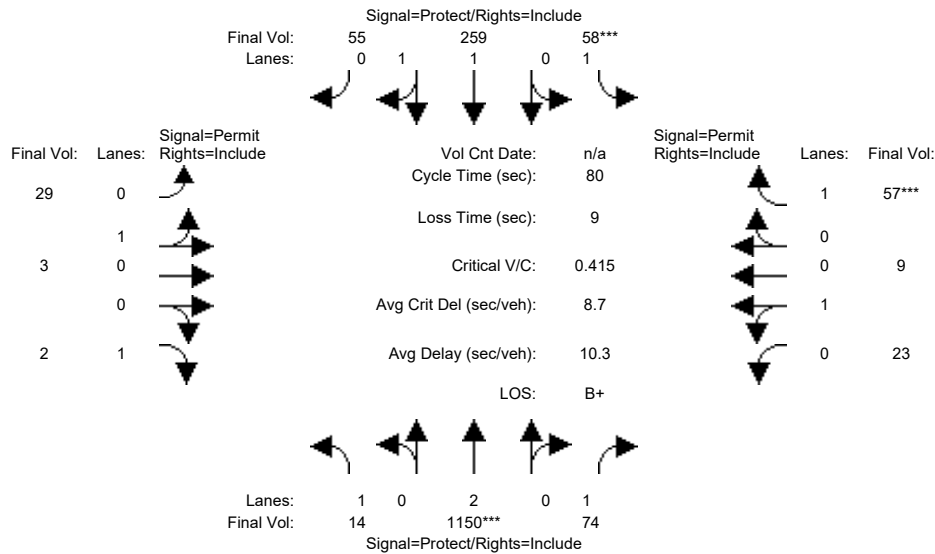 Signal=Protect/Rights=Include
Final Vol: 55 259 58***
Lanes: 0 1 1 0 1
Signal=Permit
Final Vol: Lanes: Rights=Include
Vol Cnt Date: n/a
Signal=Permit
Rights=Include Lanes: Final Vol:
Cycle Time (sec): 80
29 0
1 57***
Loss Time (sec): 9
1
0
3 0
Critical V/C: 0.415
0 9
0
Avg Crit Del (sec/veh): 8.7
1
2 1
Avg Delay (sec/veh): 10.3
0 23
LOS: B+
Lanes: 1 0 2 0 1
Final Vol: 14 1150*** 74
Signal=Protect/Rights=Include